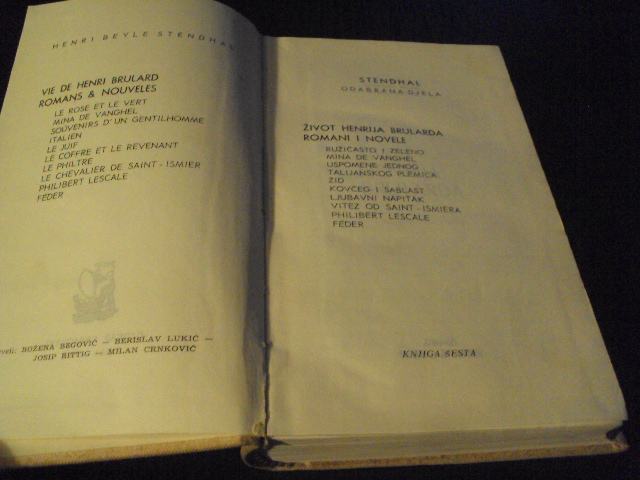 HENRI BEYLE STENDHAL
VIE DE HENRI BRULARD
ROMANS & NOUVELES
LE ROSE ET LE VERT
MINA DE VANGHEL
SOUVENIRS D'UN GENTILHOMME
ITALIEN
LE JUIF
LE COFFRE ET LE REVENANT
LE PHILTRE
LE CHEVALIER DE SAINT-ISMIER
PHILIBERT LESCALE
FEDER
BOŽENA BEGOVIĆ — BERISLAV LUKIĆ —
JOSIP RITTIG — MILAN CRNKOVIĆ
STENDHAL
ODABRANA DJELA
ŽIVOT HENRIJA BRULARDA
ROMANI I NOVELE
RUŽIČASTO I ZELENO
MINA DE VANGHEL
USPOMENE JEDNOG
TALIJANSKOG PLEMIĆA
ŽID
KOVČEG I SABLAST
LJUBAVNI NAPITAK
VITEZ OD SAINT-ISMIERA
PHILIBERT LESCALE
FEDER
KNJIGA ŠESTA